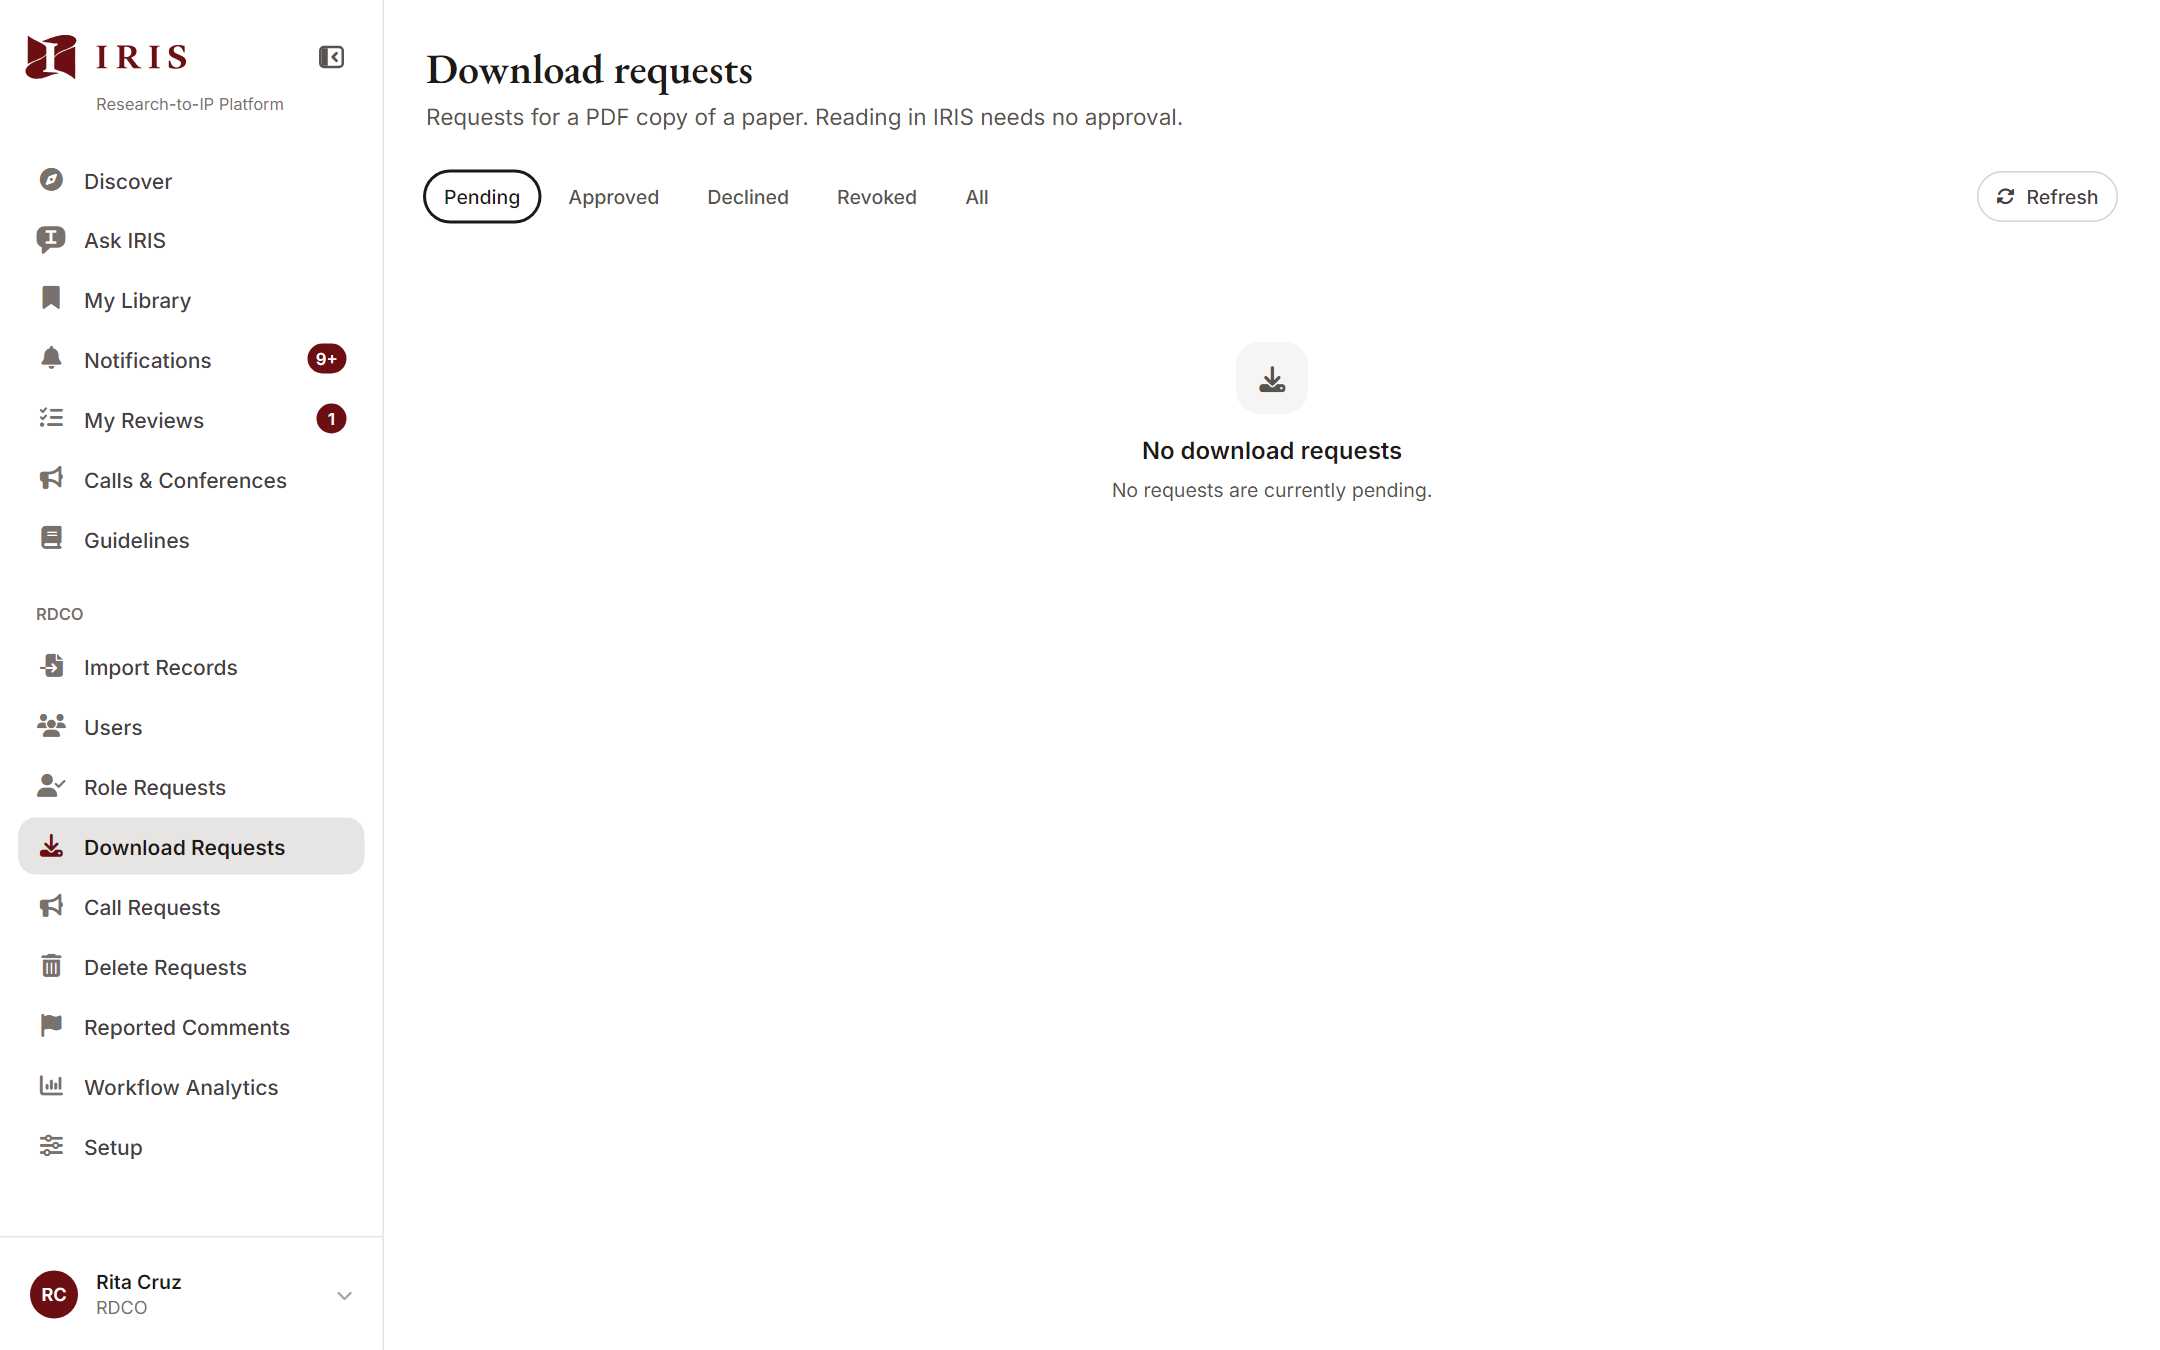 IRIS
Research-to-IP Platform
Discover
Ask IRIS
My Library
Notifications 9+
My Reviews 1
Calls & Conferences
Guidelines
RDCO
Import Records
Users
Role Requests
Download Requests
Call Requests
Delete Requests
Reported Comments
Workflow Analytics
Setup
RC
Rita Cruz
RDCO
Download requests
Requests for a PDF copy of a paper. Reading in IRIS needs no approval.
Pending Approved Declined Revoked All Refresh
No download requests
No requests are currently pending.